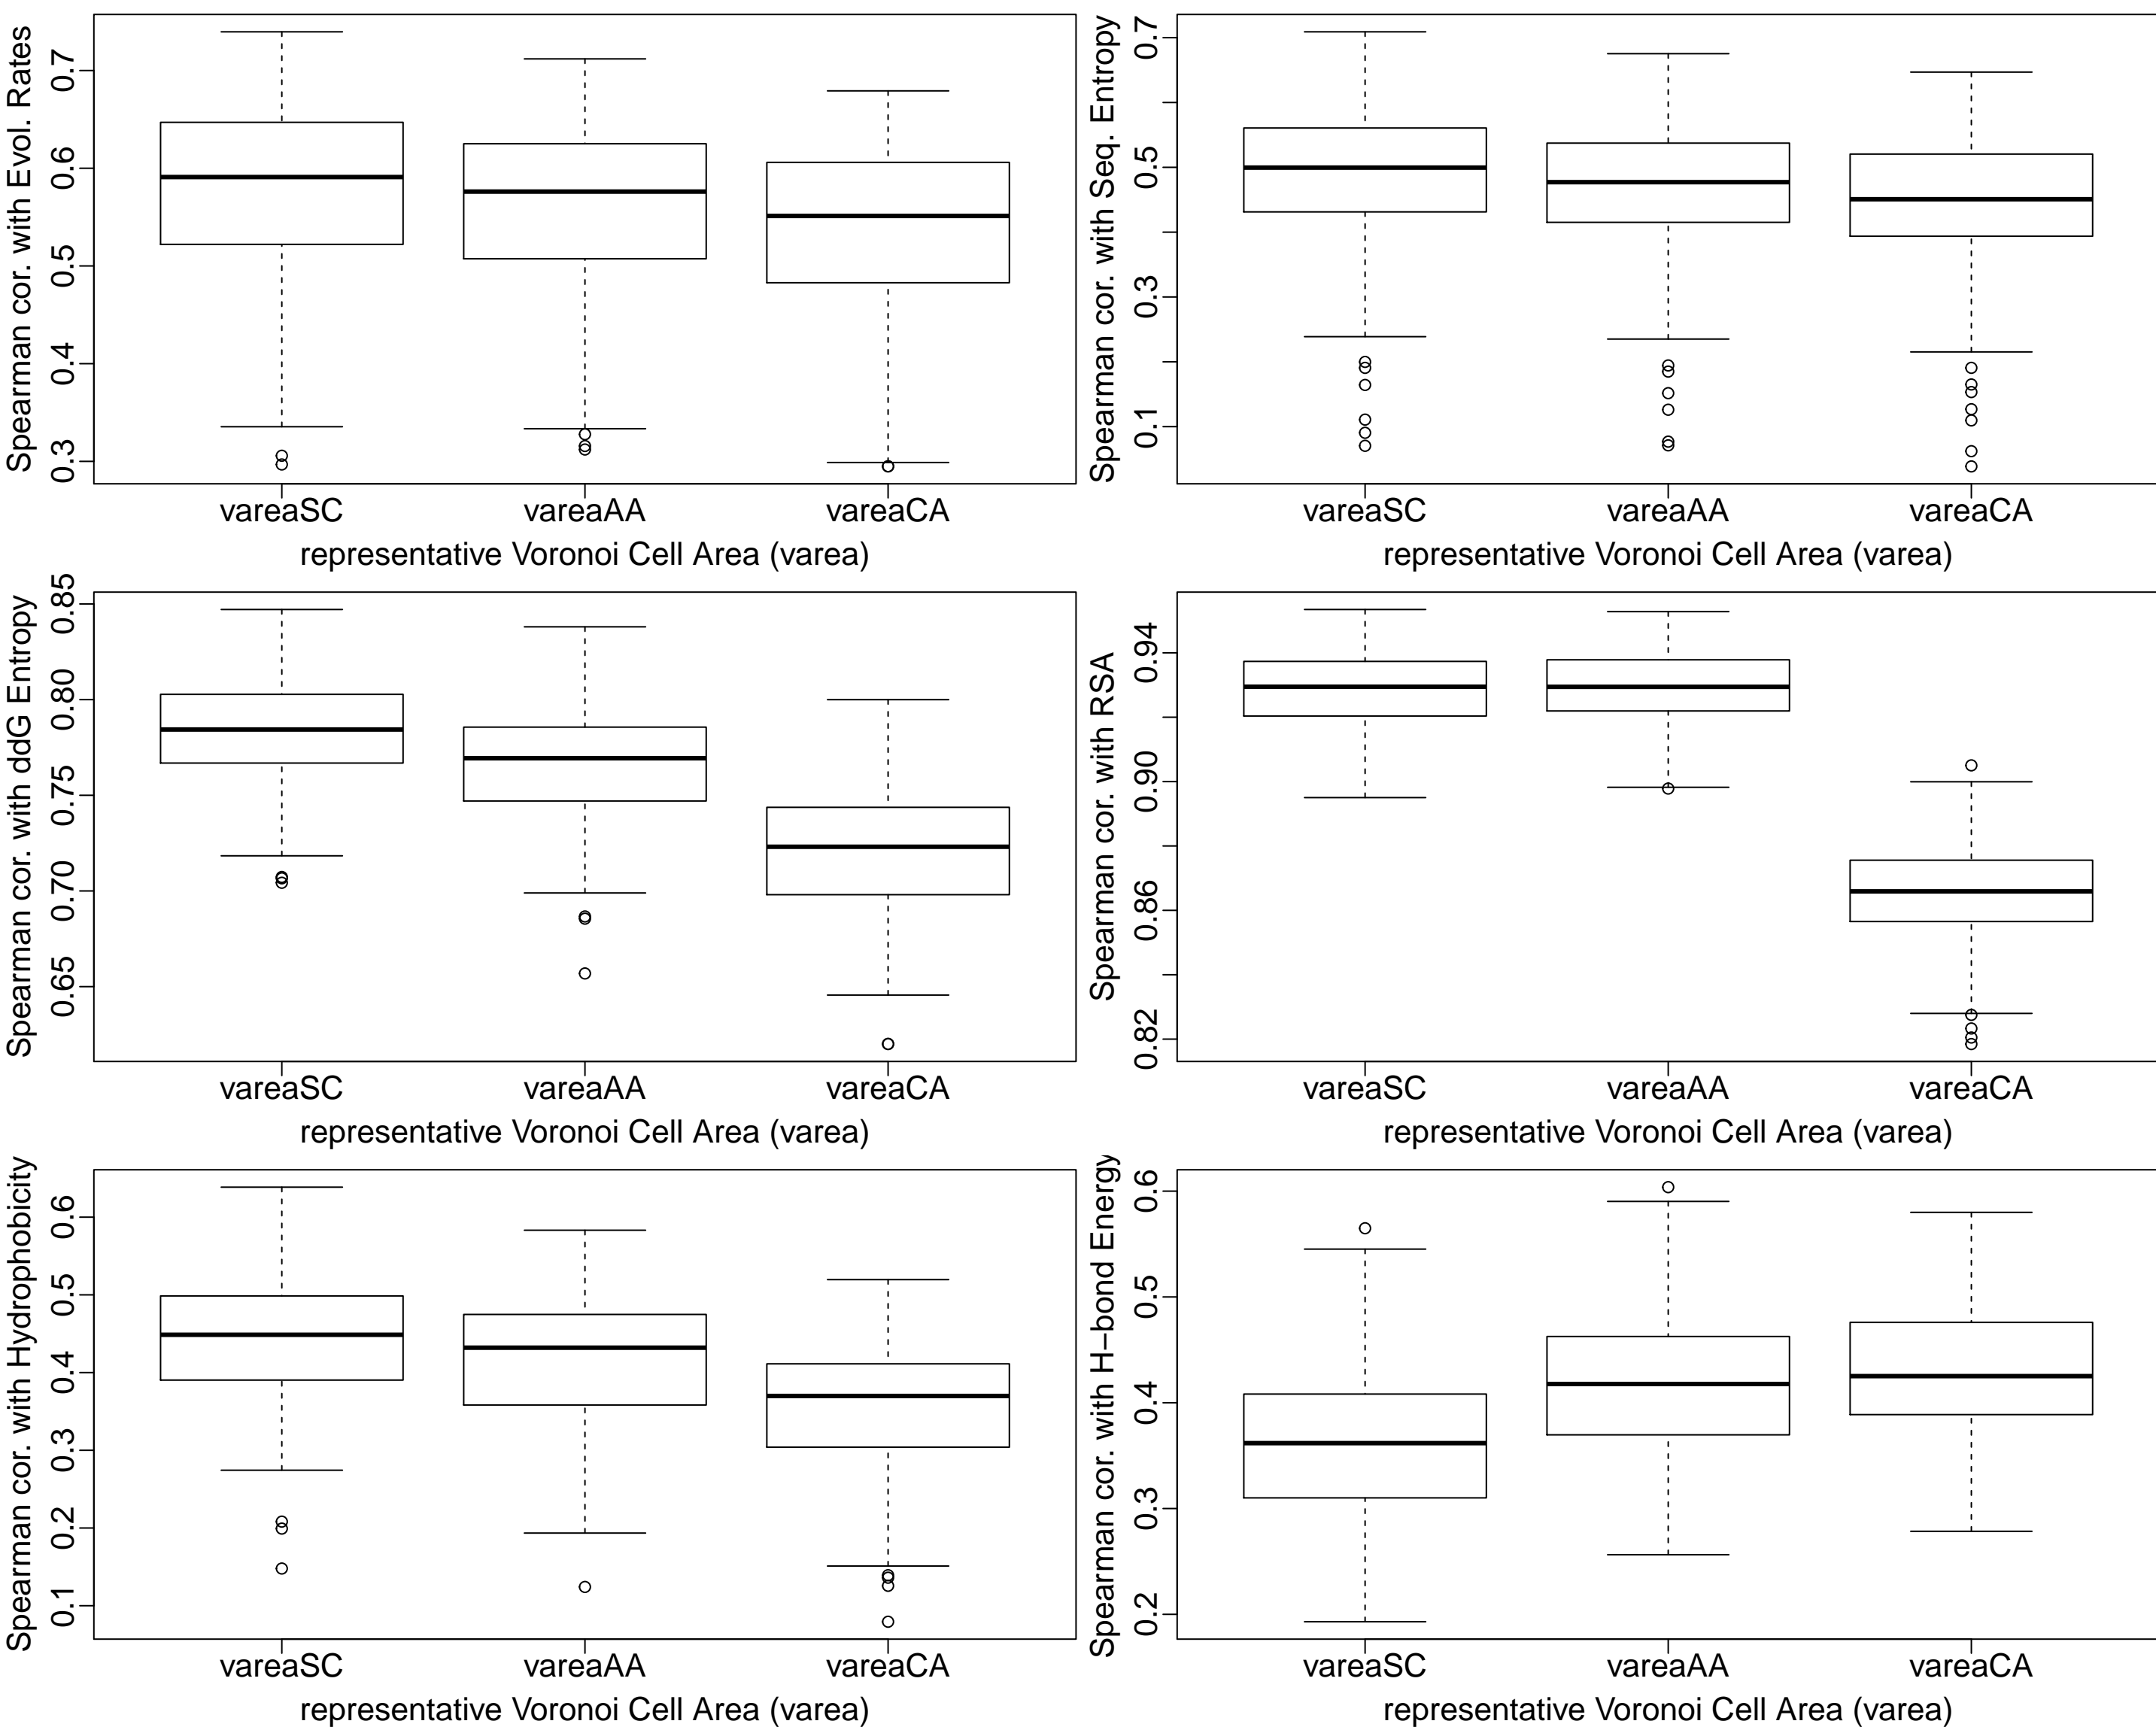 Spearman cor. with Evol. Rates
0.7
0.6
0.5
0.4
0.3
vareaSC vareaAA vareaCA
representative Voronoi Cell Area (varea)
Spearman cor. with Seq. Entropy
0.7
0.5
0.3
0.1
vareaSC vareaAA vareaCA
representative Voronoi Cell Area (varea)
Spearman cor. with ddG Entropy
0.85
0.80
0.75
0.70
0.65
vareaSC vareaAA vareaCA
representative Voronoi Cell Area (varea)
Spearman cor. with RSA
0.94
0.90
0.86
0.82
vareaSC vareaAA vareaCA
representative Voronoi Cell Area (varea)
Spearman cor. with Hydrophobicity
0.6
0.5
0.4
0.3
0.2
0.1
vareaSC vareaAA vareaCA
representative Voronoi Cell Area (varea)
Spearman cor. with H−bond Energy
0.6
0.5
0.4
0.3
0.2
vareaSC vareaAA vareaCA
representative Voronoi Cell Area (varea)